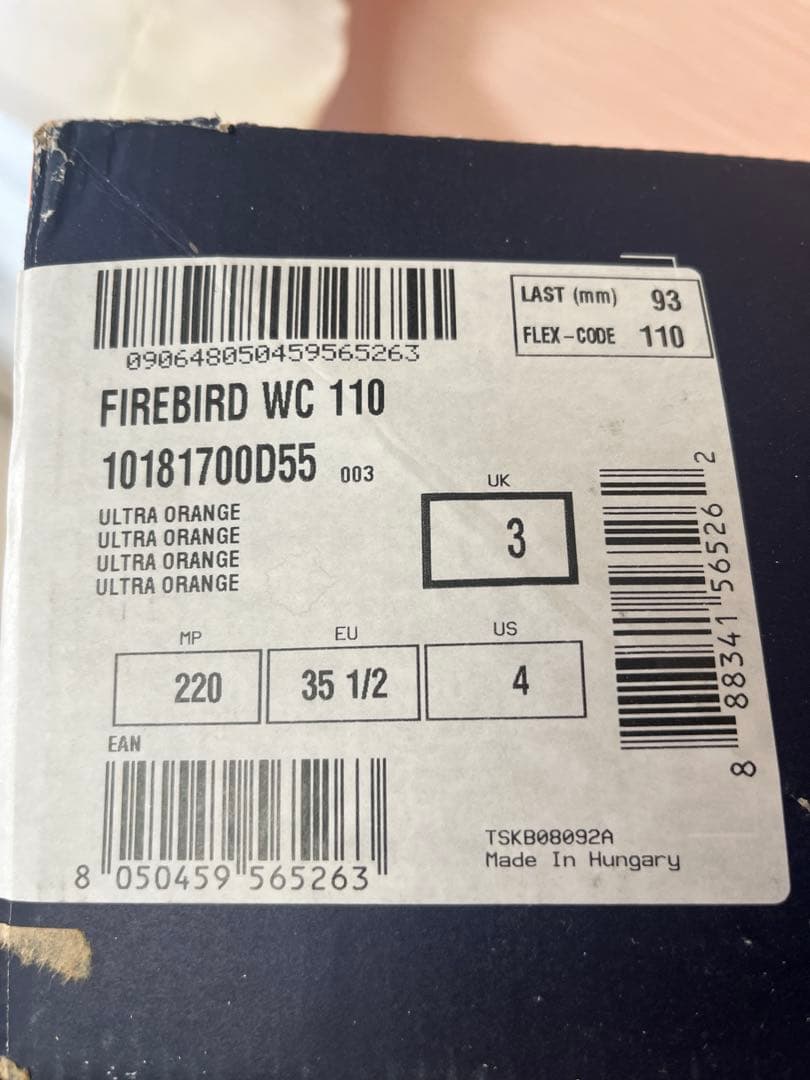 090648050459565263
LAST (mm) 93
FLEX-CODE 110
FIREBIRD WC 110
10181700D55 003
ULTRA ORANGE
ULTRA ORANGE
ULTRA ORANGE
ULTRA ORANGE
UK
3
MP EU US
220 35 1/2 4
8 88341 56526 2
EAN
8 050459 565263
TSKB08092A
Made In Hungary